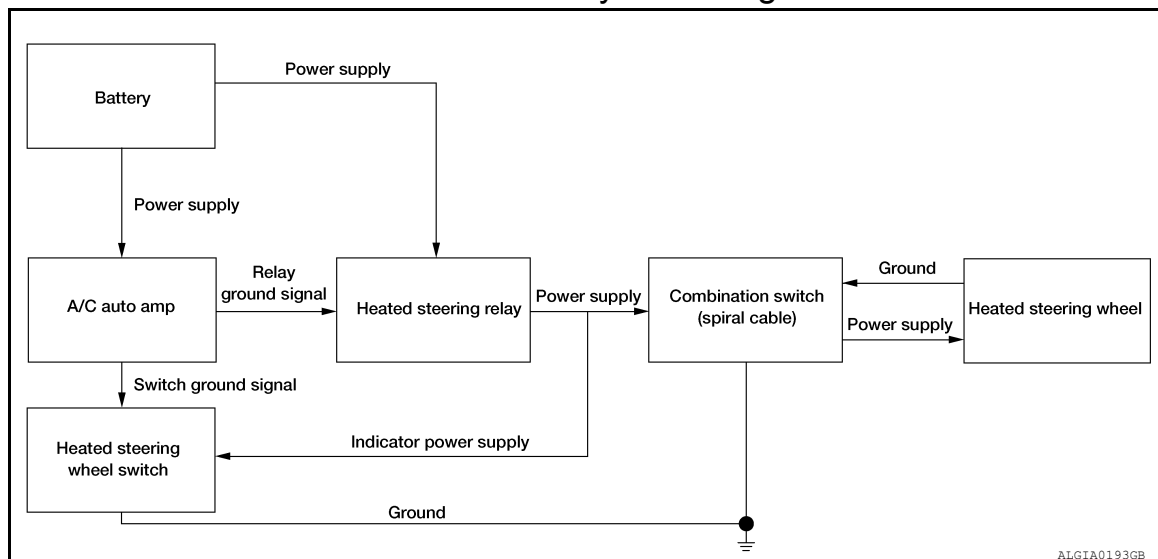 Power supply
Battery
Power supply
Relay
ground signal
A/C auto amp
Heated steering relay
Power supply
Combination switch
(spiral cable)
Ground
Power supply
Heated steering wheel
Switch ground signal
Heated steering
wheel switch
Indicator power supply
Ground
ALGIA0193GB